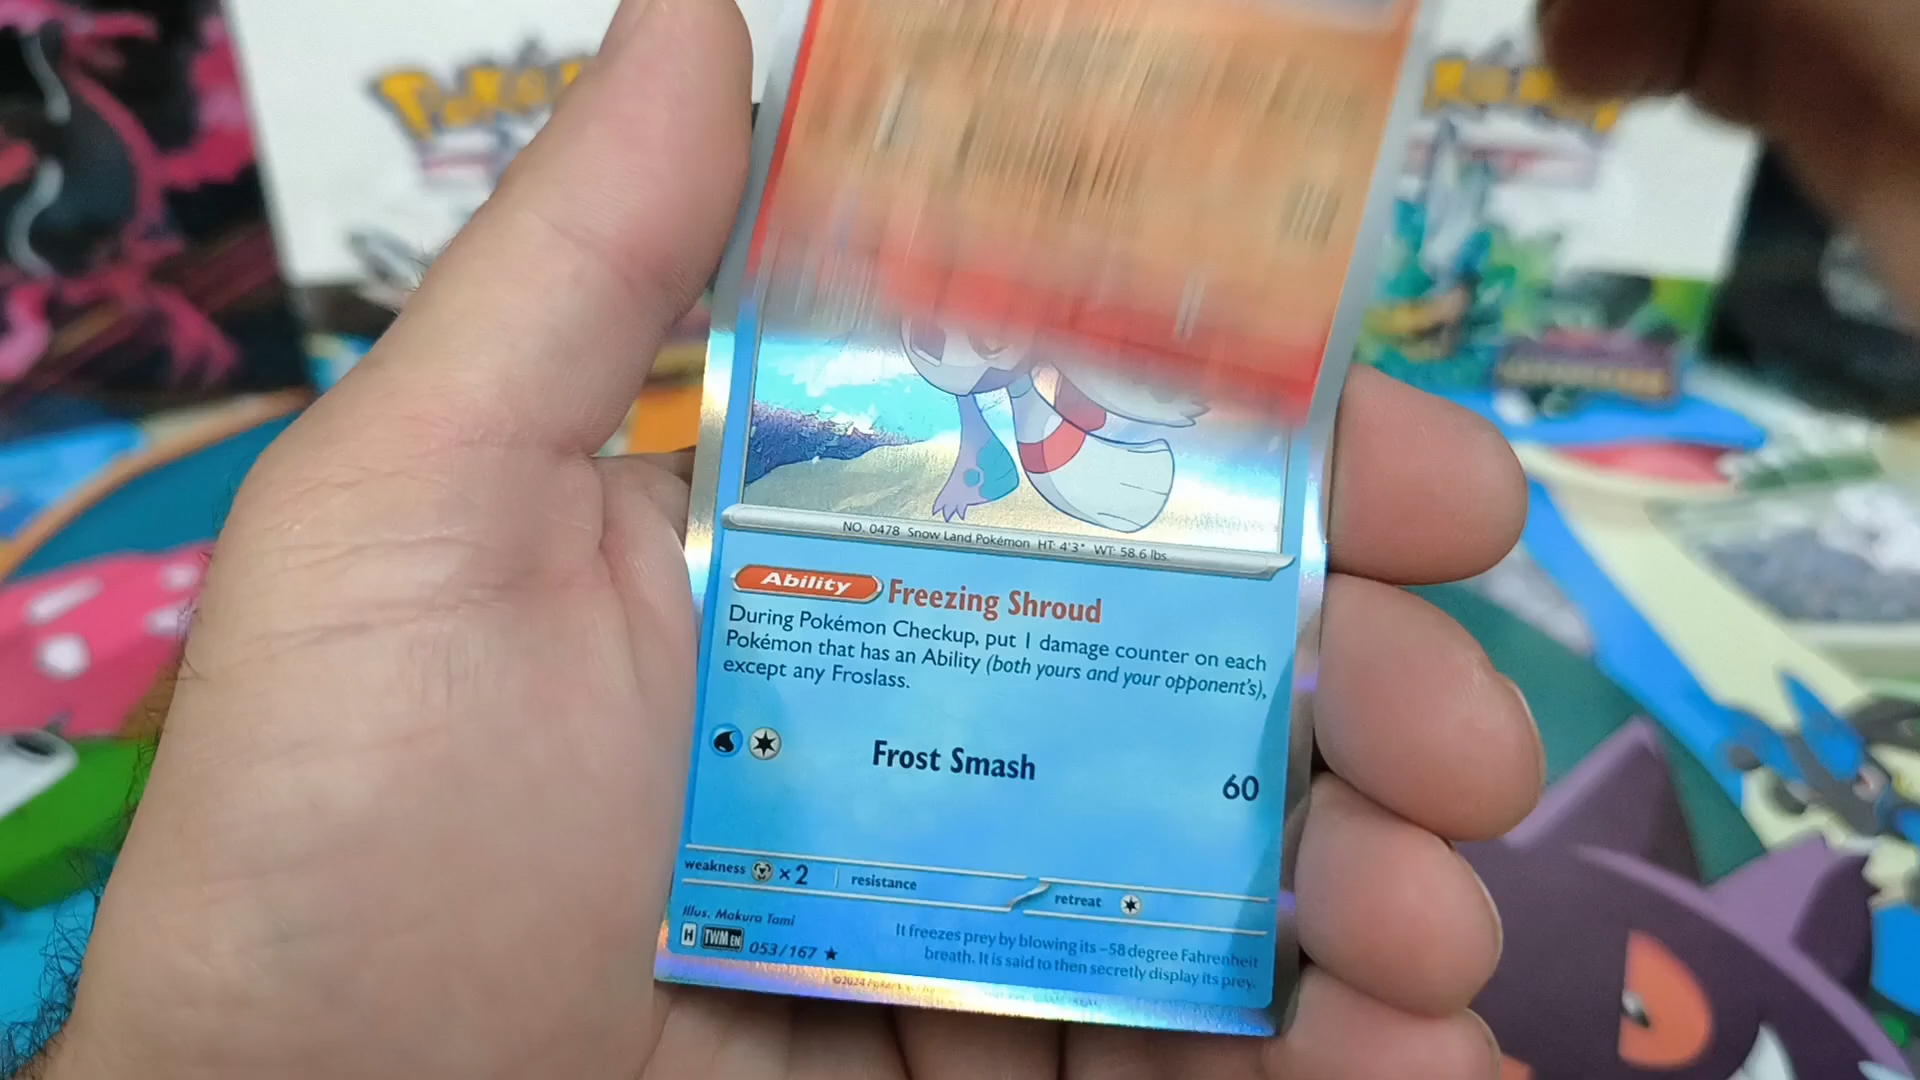 Pokémon
NO. 0478 Snow Land Pokémon HT: 4'3" WT: 58.6 lbs.
Ability Freezing Shroud
During Pokémon Checkup, put 1 damage counter on each
Pokémon that has an Ability (both yours and your opponent's),
except any Froslass.
Frost Smash 60
weakness ×2 resistance retreat
Illus. Makura Tami
H TWM EN 053/167 ★
It freezes prey by blowing its –58 degree Fahrenheit
breath. It is said to then secretly display its prey.
©2024